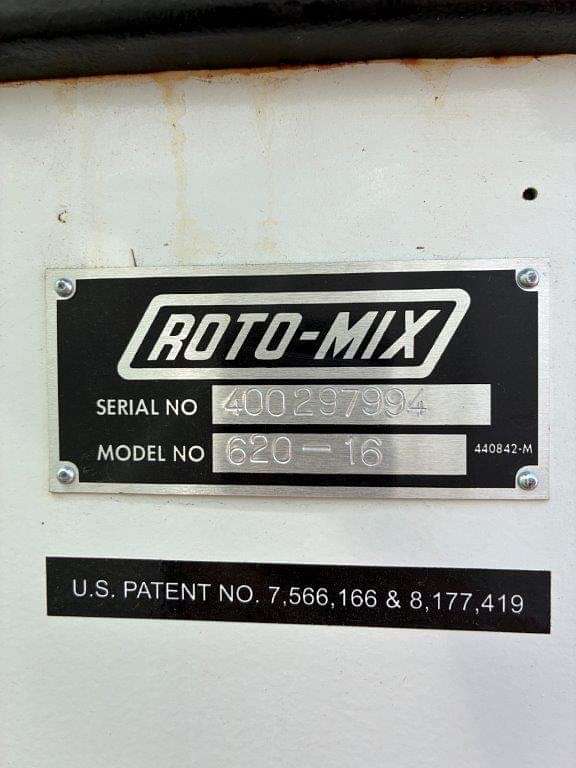 ROTO-MIX
SERIAL NO 400297994
MODEL NO 620-16 440842-M
U.S. PATENT NO. 7,566,166 & 8,177,419